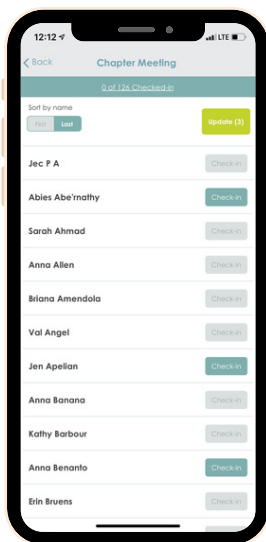 12:12 LTE
Back Chapter Meeting
0 of 126 Checked-in
Sort by name
First Last Update (3)
Jec P A Check-in
Abies Abe'rnathy Check-in
Sarah Ahmad Check-in
Anna Allen Check-in
Briana Amendola Check-in
Val Angel Check-in
Jen Apelian Check-in
Anna Banana Check-in
Kathy Barbour Check-in
Anna Benanto Check-in
Erin Bruens Check-in